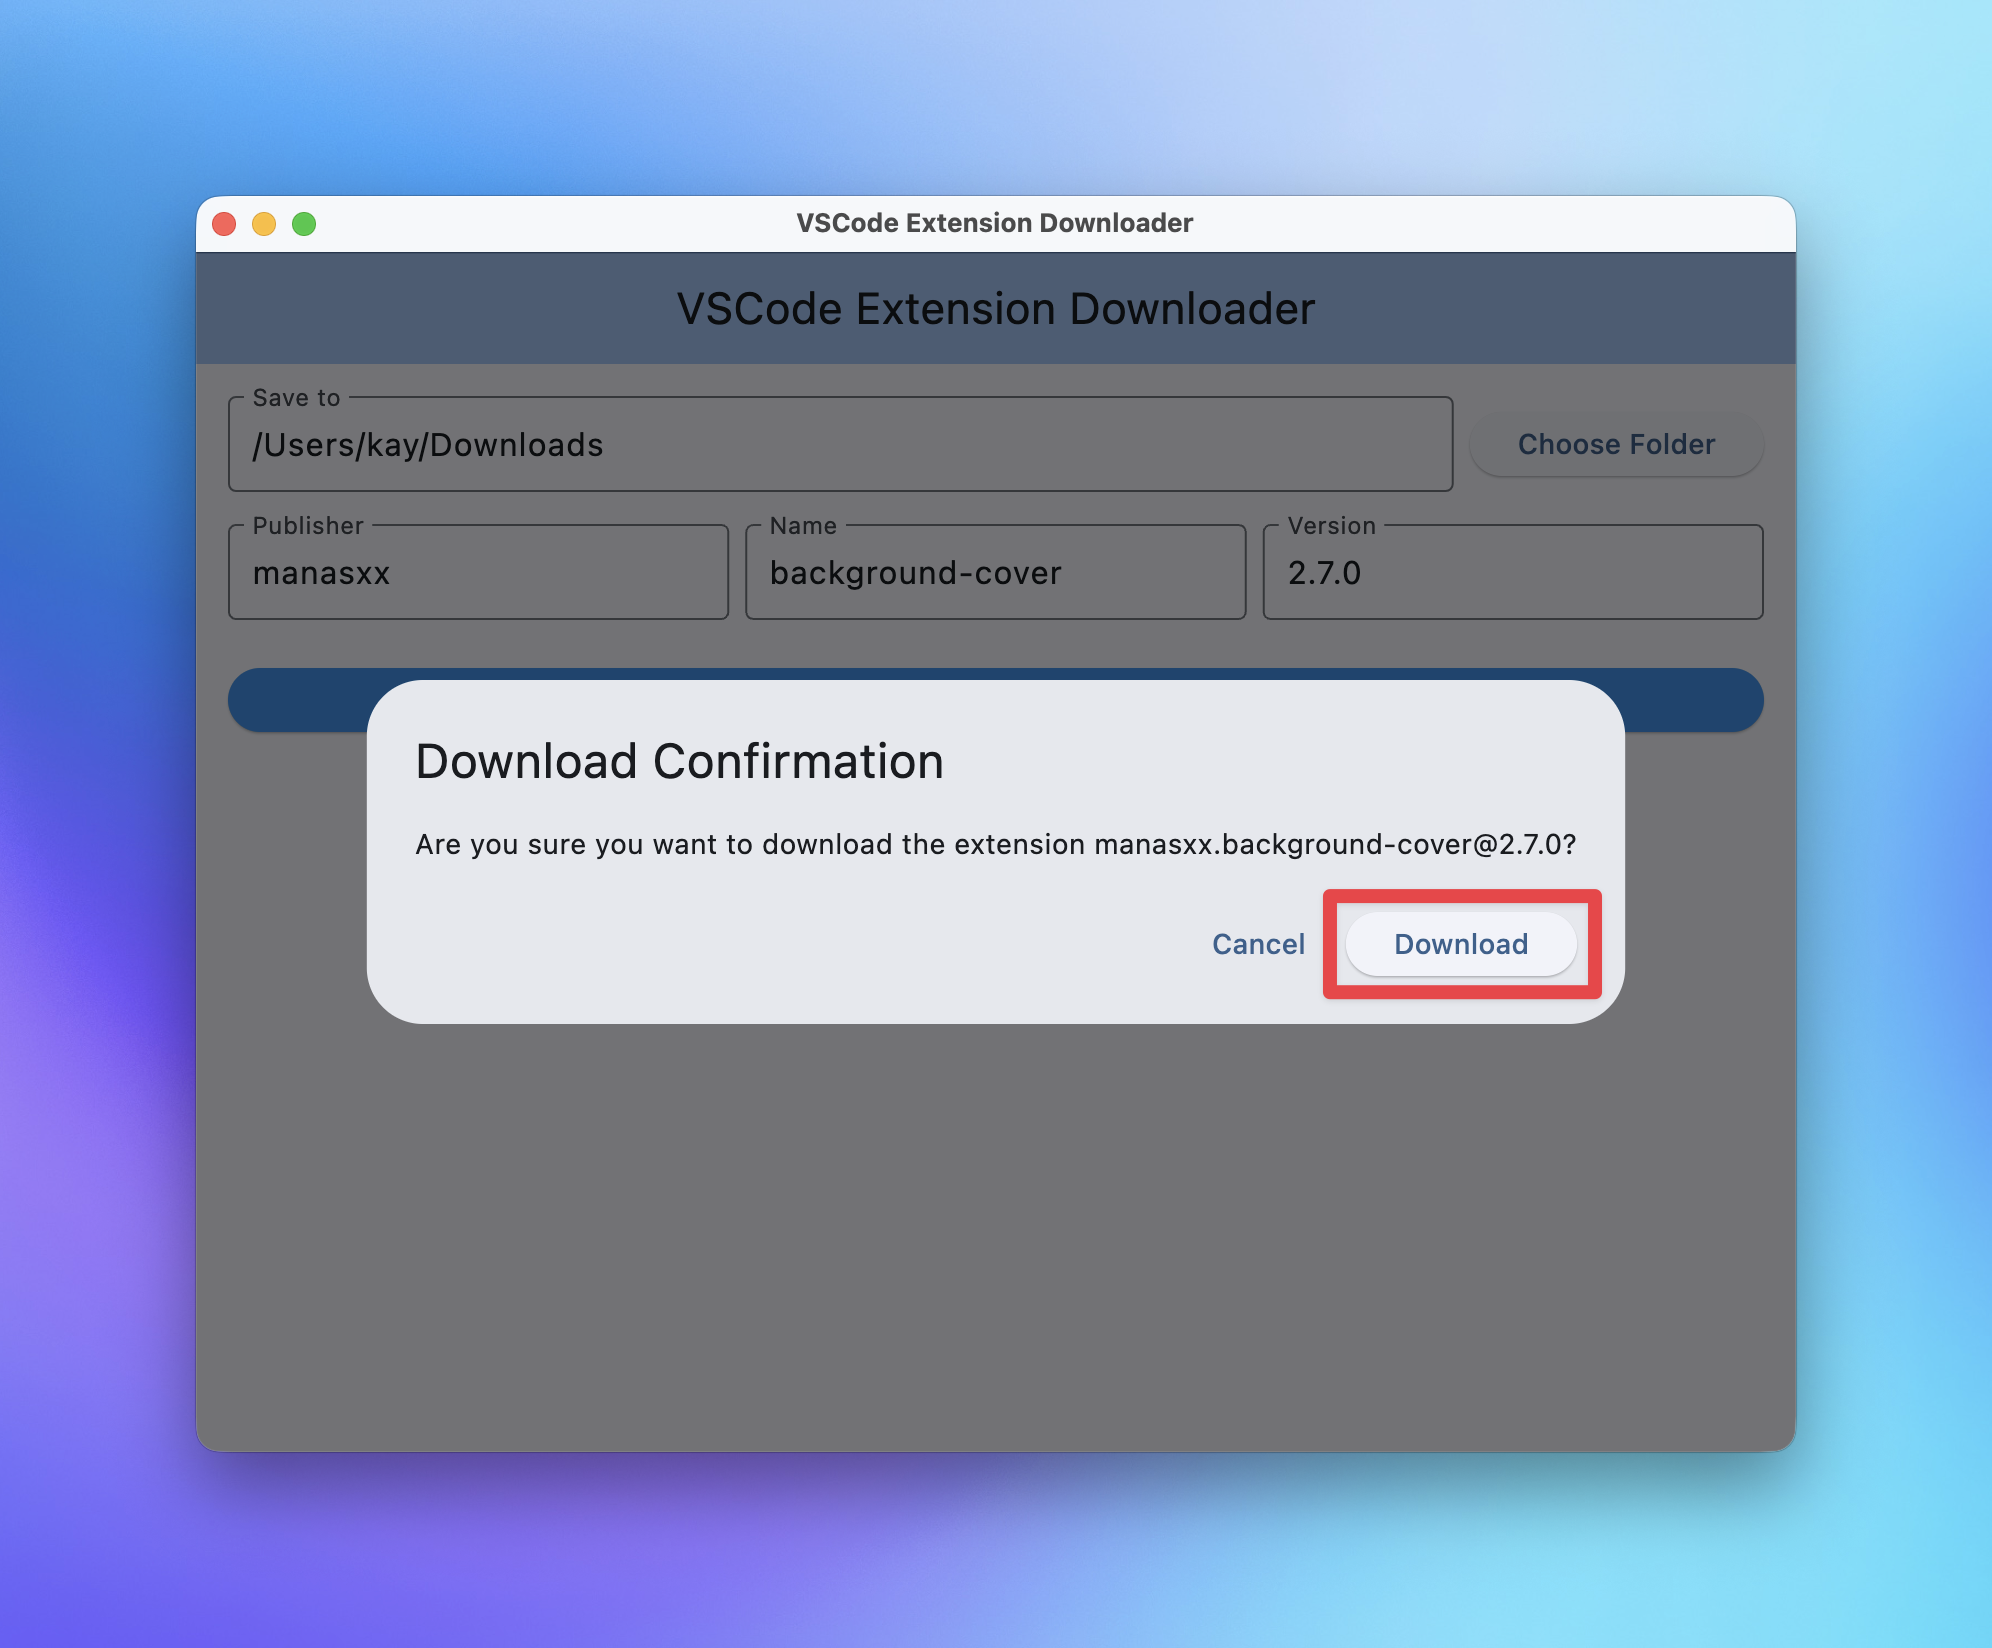 VSCode Extension Downloader
VSCode Extension Downloader
Save to
/Users/kay/Downloads
Choose Folder
Publisher
manasxx
Name
background-cover
Version
2.7.0
Download Confirmation
Are you sure you want to download the extension manasxx.background-cover@2.7.0?
Cancel
Download